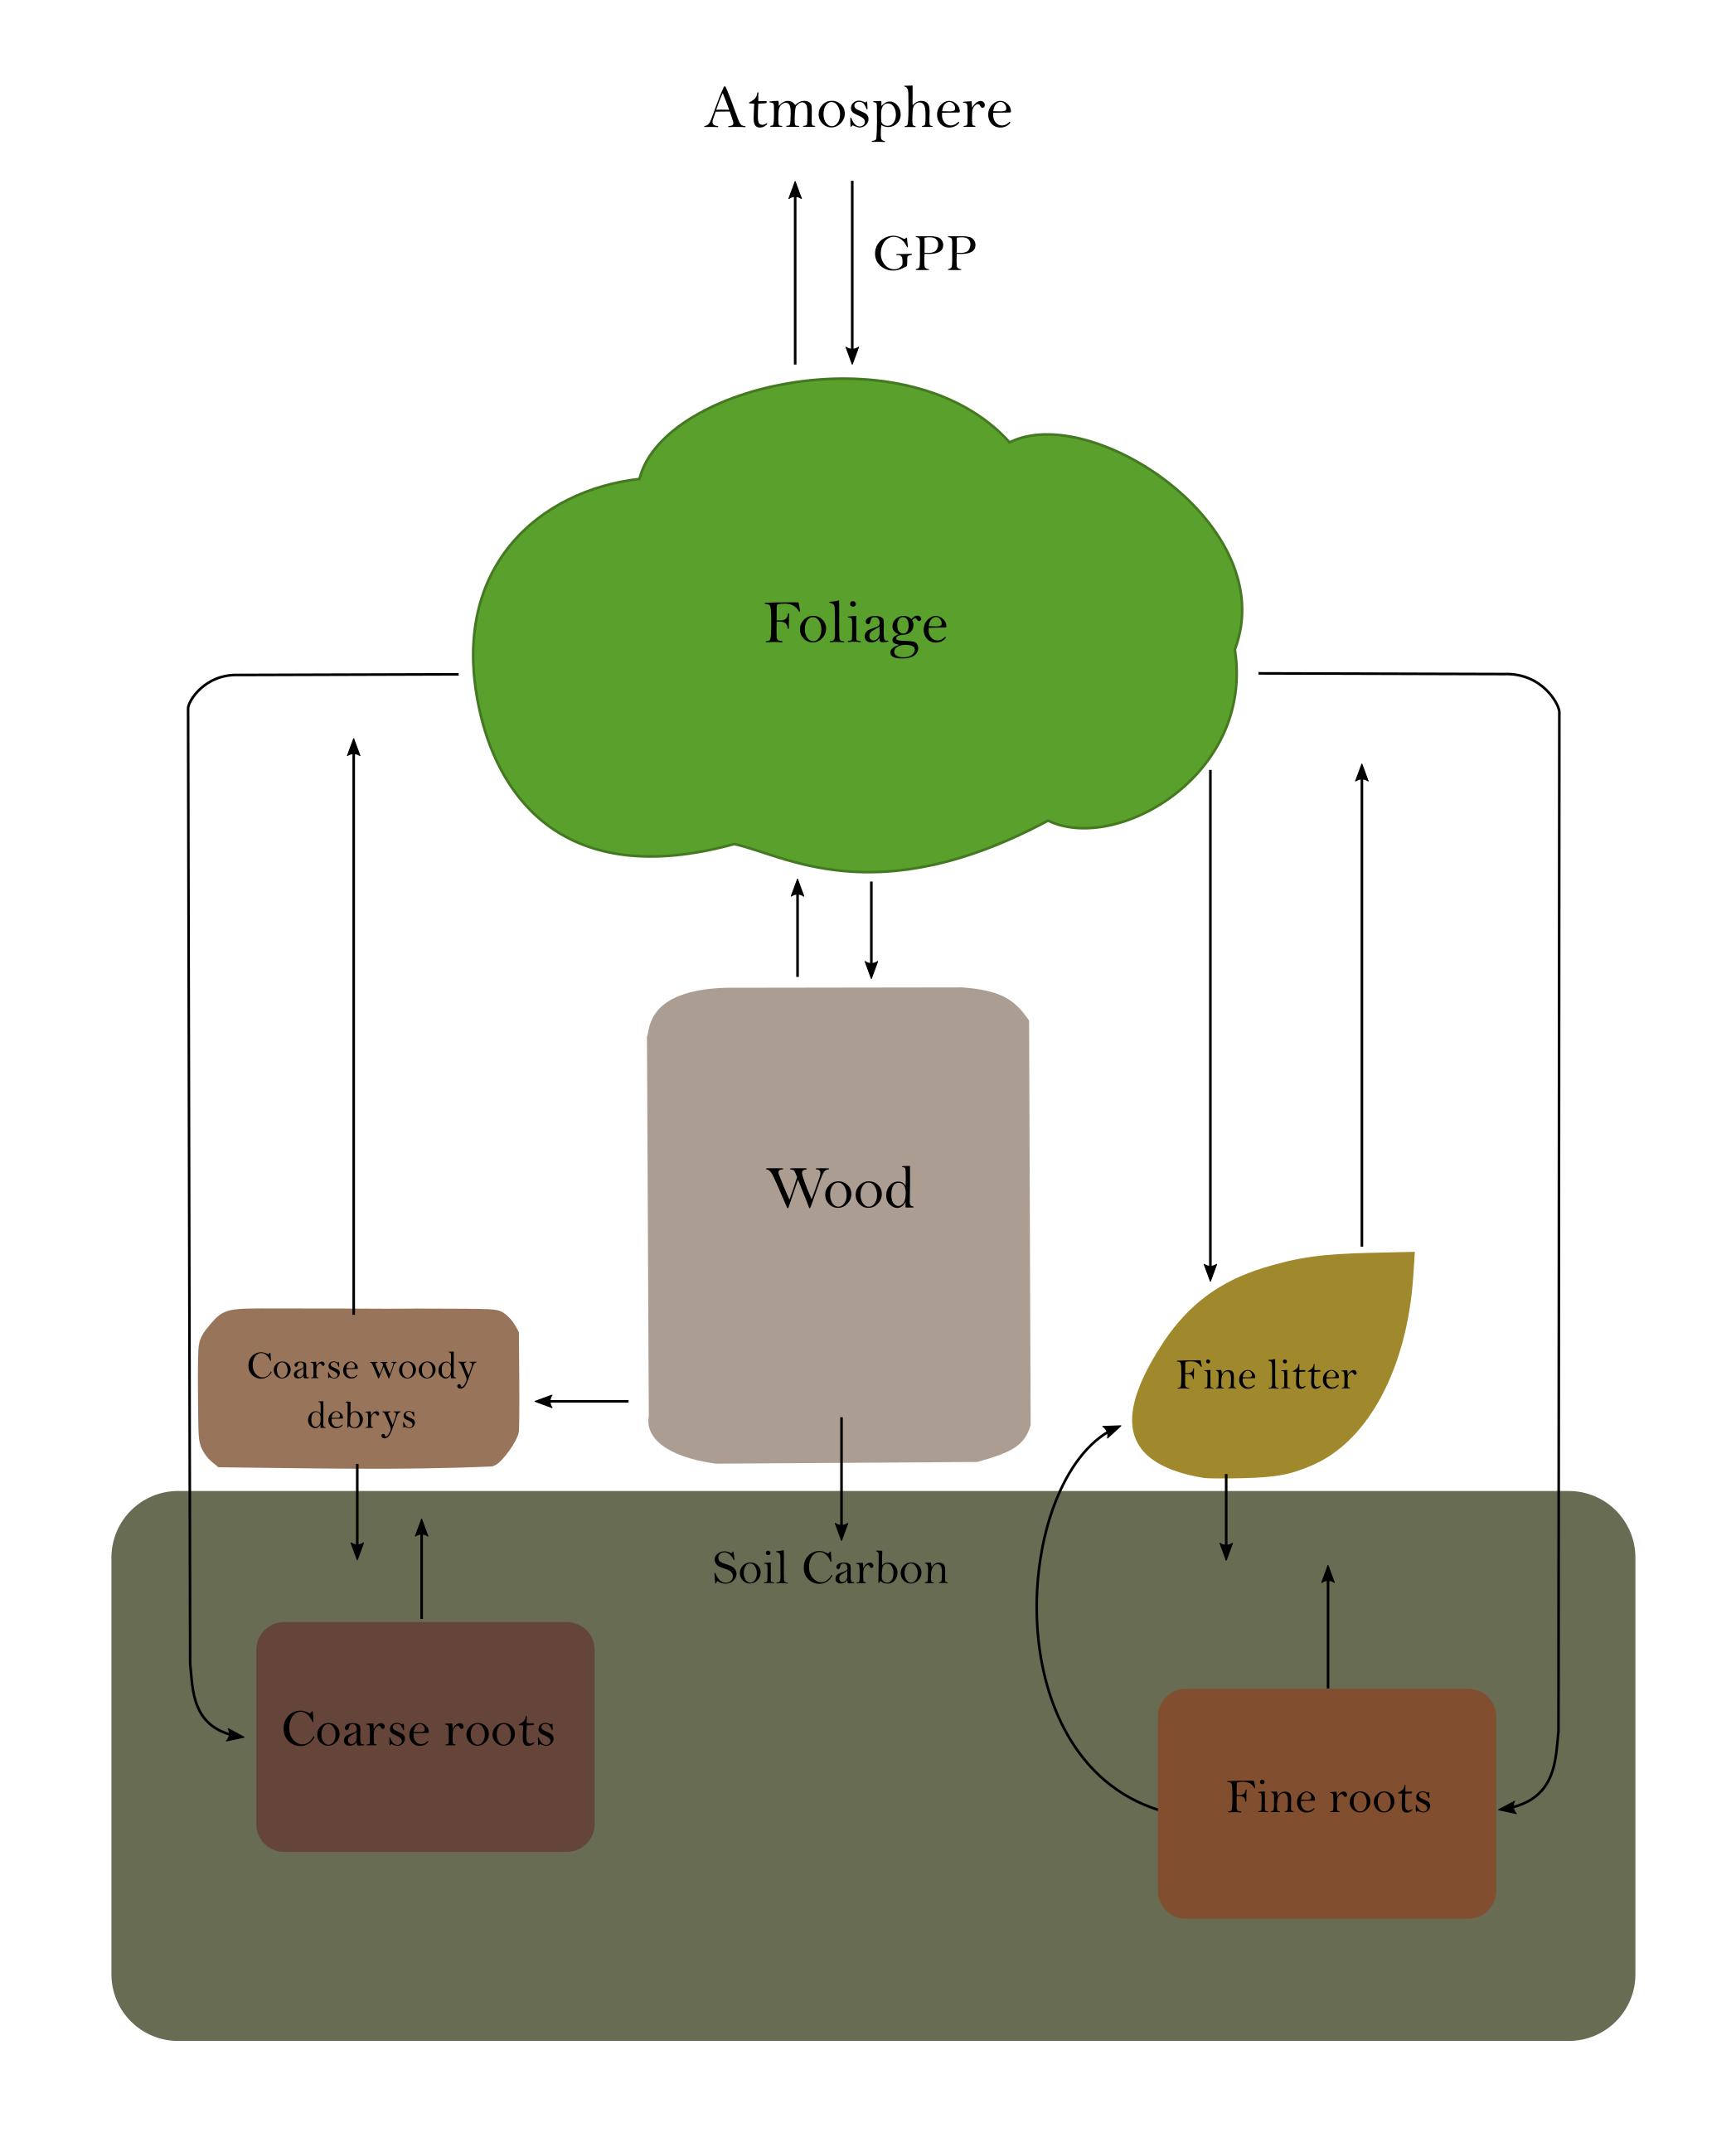 Atmosphere
GPP
Foliage
Wood
Coarse woody
debrys
Fine litter
Soil Carbon
Coarse roots
Fine roots